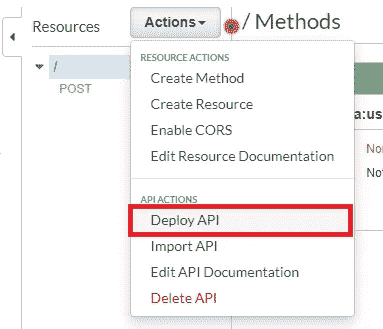 Resources
Actions
/ Methods
/
POST
RESOURCE ACTIONS
Create Method
Create Resource
Enable CORS
Edit Resource Documentation
a:us
No
API ACTIONS
Deploy API
Import API
Edit API Documentation
Delete API